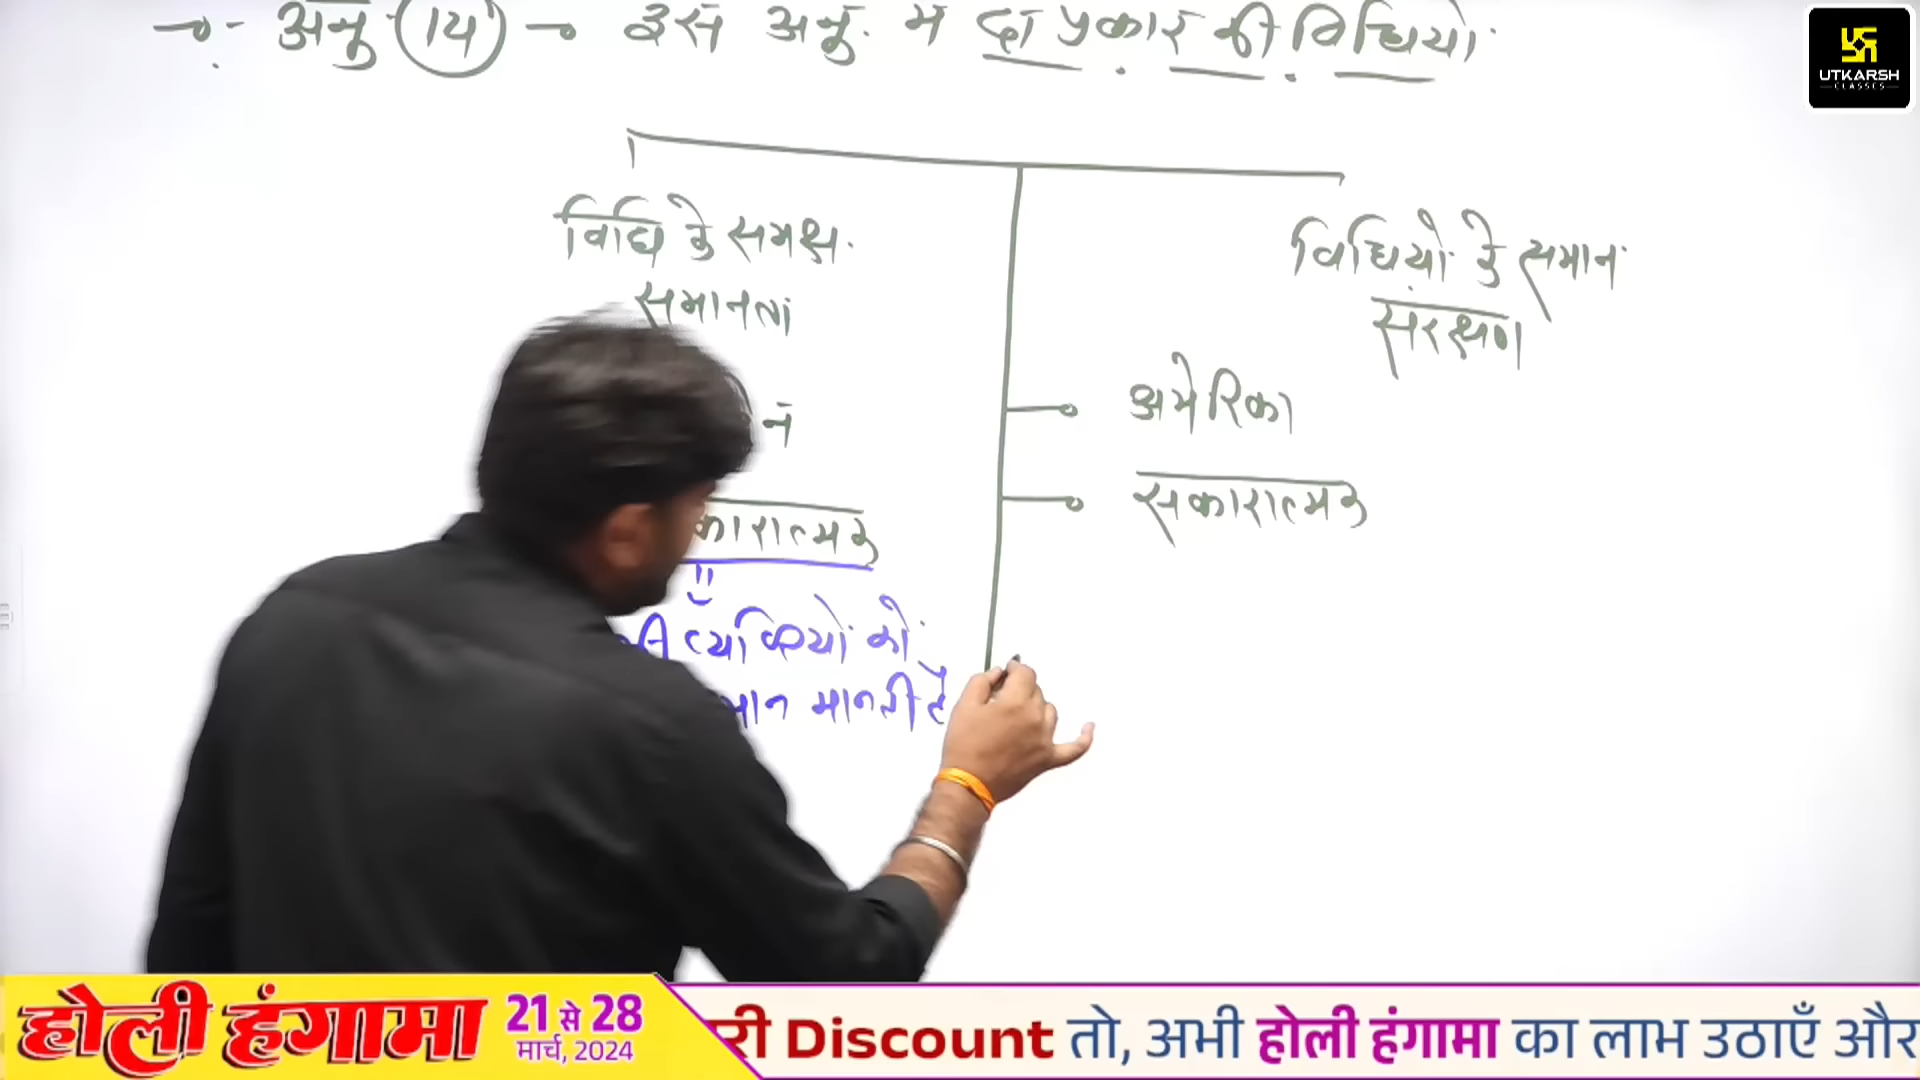 → अनु. (14) → इस अनु. में दो प्रकार की विधियों
UTKARSH
CLASSES
विधि के समक्ष
समानता
विधियों के समान
संरक्षण
न
अमेरिका
कारात्मक
सकारात्मक
व्यक्तियों को
मान मानती है
होली हंगामा
21 से 28
मार्च, 2024
री Discount तो, अभी होली हंगामा का लाभ उठाएँ और